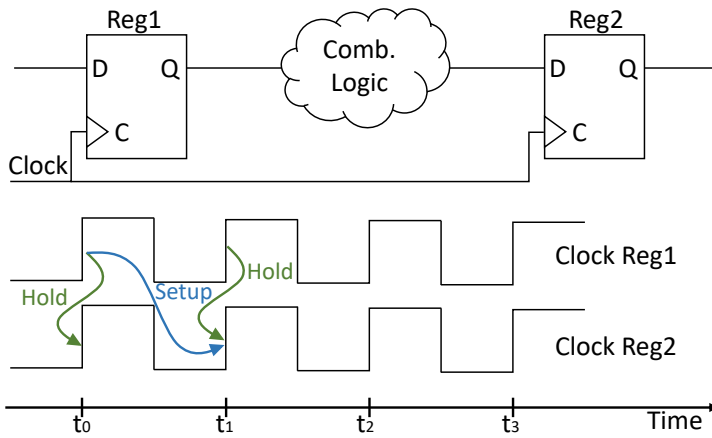 Reg1
Reg2
D Q
Comb.
Logic
D Q
C
C
Clock
Clock Reg1
Hold
Setup
Hold
Clock Reg2
t0 t1 t2 t3 Time